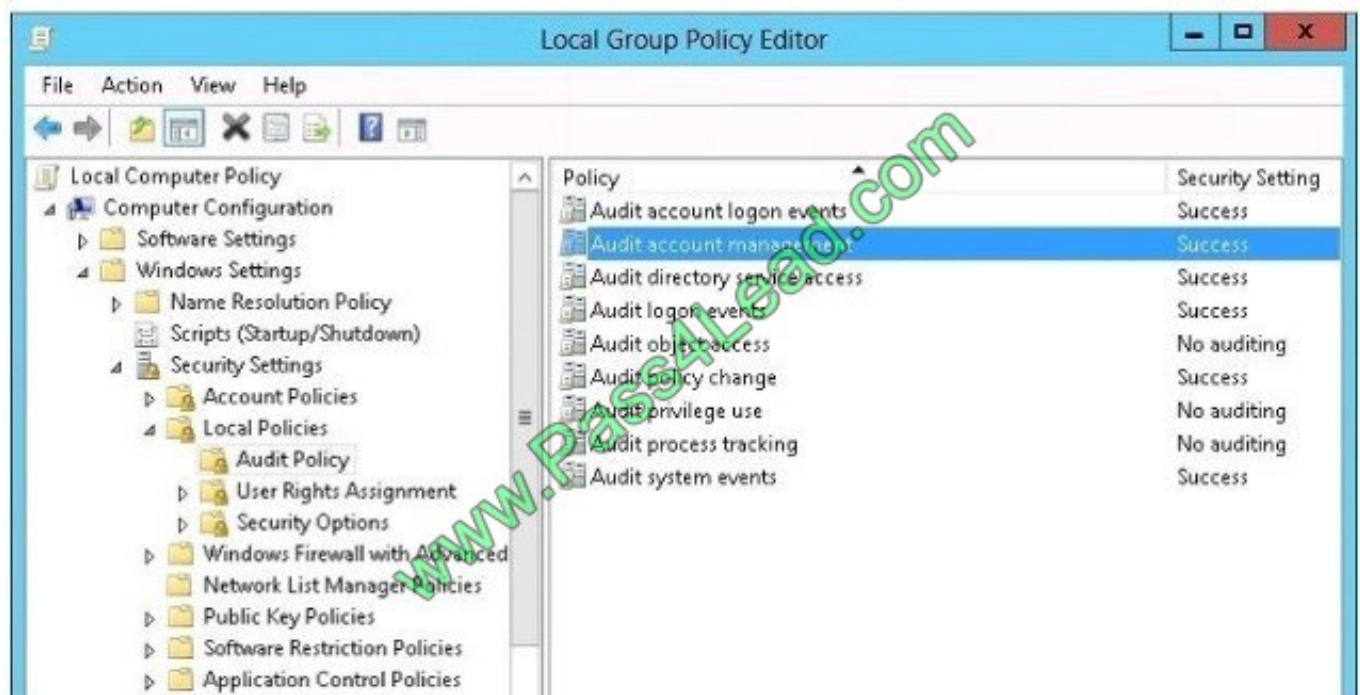 Local Group Policy Editor
File Action View Help
Local Computer Policy
Computer Configuration
Software Settings
Windows Settings
Name Resolution Policy
Scripts (Startup/Shutdown)
Security Settings
Account Policies
Local Policies
Audit Policy
User Rights Assignment
Security Options
Windows Firewall with Advanced
Network List Manager Policies
Public Key Policies
Software Restriction Policies
Application Control Policies
Policy Security Setting
Audit account logon events Success
Audit account management Success
Audit directory service access Success
Audit logon events Success
Audit object access No auditing
Audit policy change Success
Audit privilege use No auditing
Audit process tracking No auditing
Audit system events Success
www.Pass4Lead.com